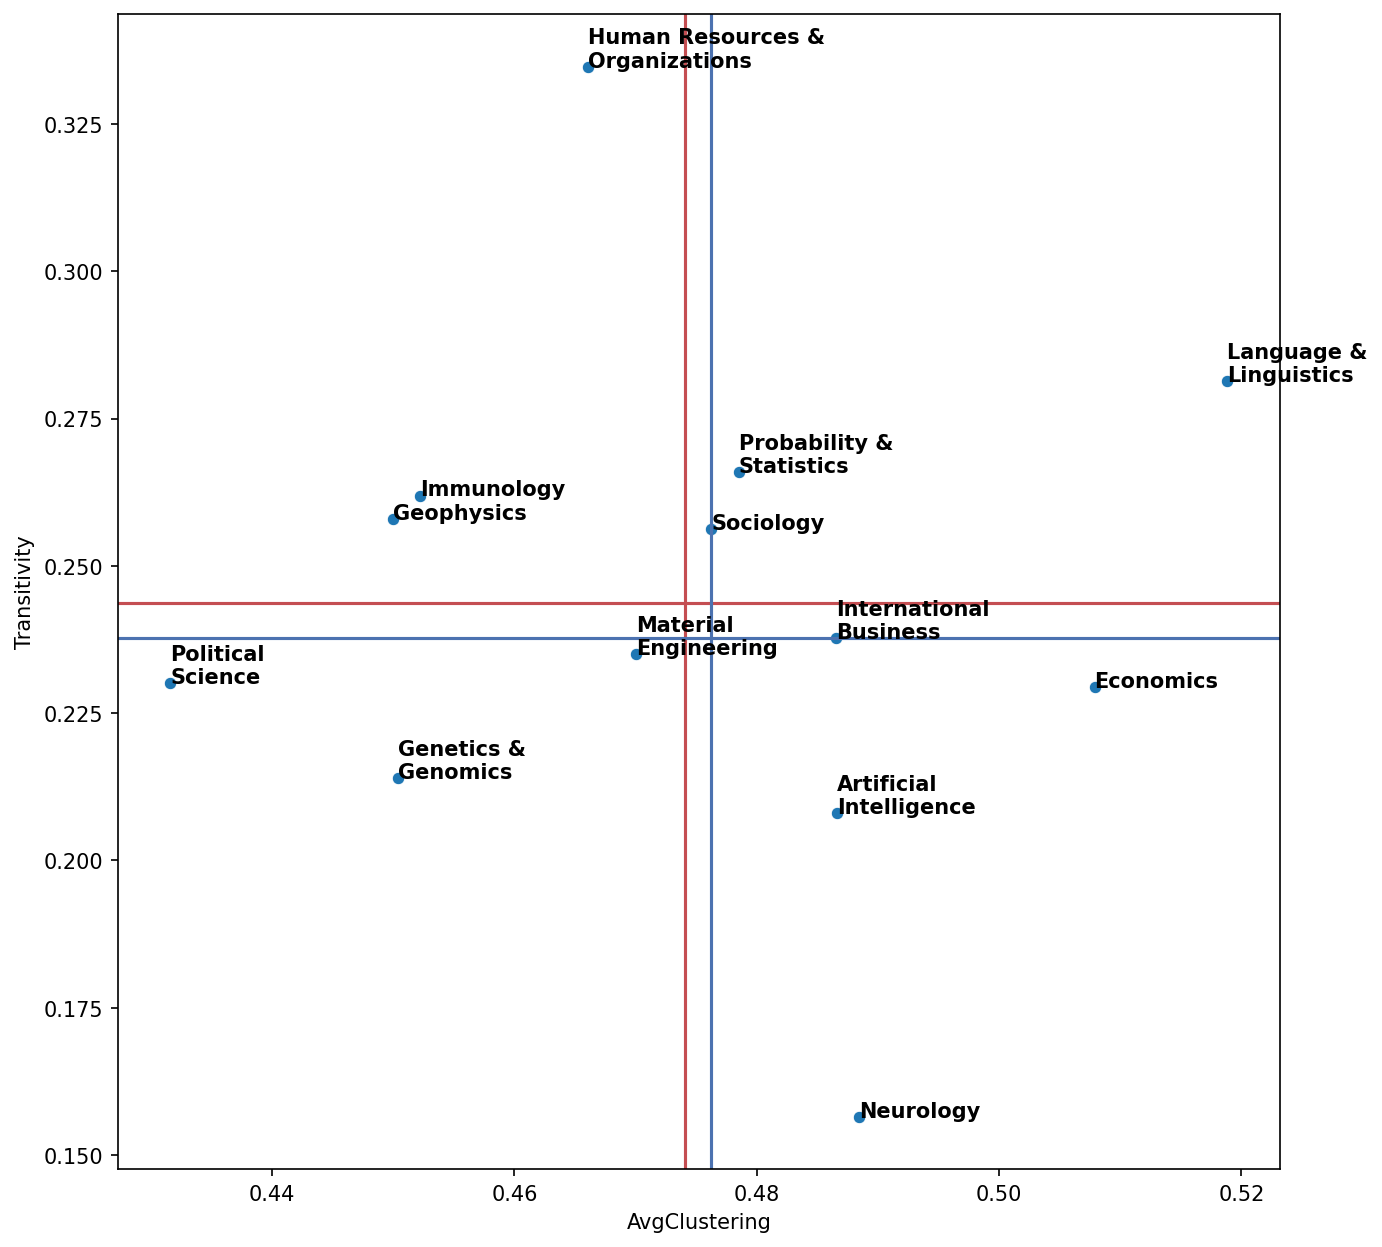 Human Resources &
Organizations
0.325
0.300
Language &
Linguistics
0.275
Probability &
Statistics
Immunology
Geophysics
Sociology
0.250
Transitivity
International
Business
Material
Engineering
Political
Science
Economics
0.225
Genetics &
Genomics
Artificial
Intelligence
0.200
0.175
Neurology
0.150
0.44
0.46
0.48
0.50
0.52
AvgClustering